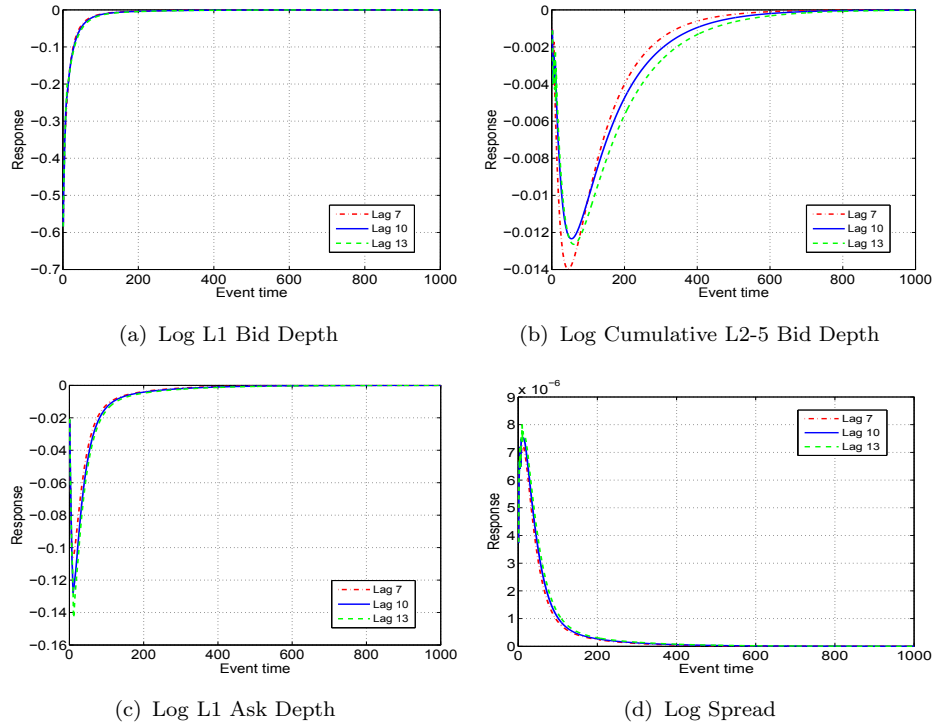 0
−0.1
−0.2
−0.3
−0.4
−0.5
−0.6
−0.7
Response
0 200 400 600 800 1000
Event time
Lag 7
Lag 10
Lag 13
(a) Log L1 Bid Depth
0
−0.002
−0.004
−0.006
−0.008
−0.01
−0.012
−0.014
Response
0 200 400 600 800 1000
Event time
Lag 7
Lag 10
Lag 13
(b) Log Cumulative L2-5 Bid Depth
0
−0.02
−0.04
−0.06
−0.08
−0.1
−0.12
−0.14
−0.16
Response
0 200 400 600 800 1000
Event time
Lag 7
Lag 10
Lag 13
(c) Log L1 Ask Depth
x 10⁻⁶
9
8
7
6
5
4
3
2
1
0
Response
0 200 400 600 800 1000
Event time
Lag 7
Lag 10
Lag 13
(d) Log Spread